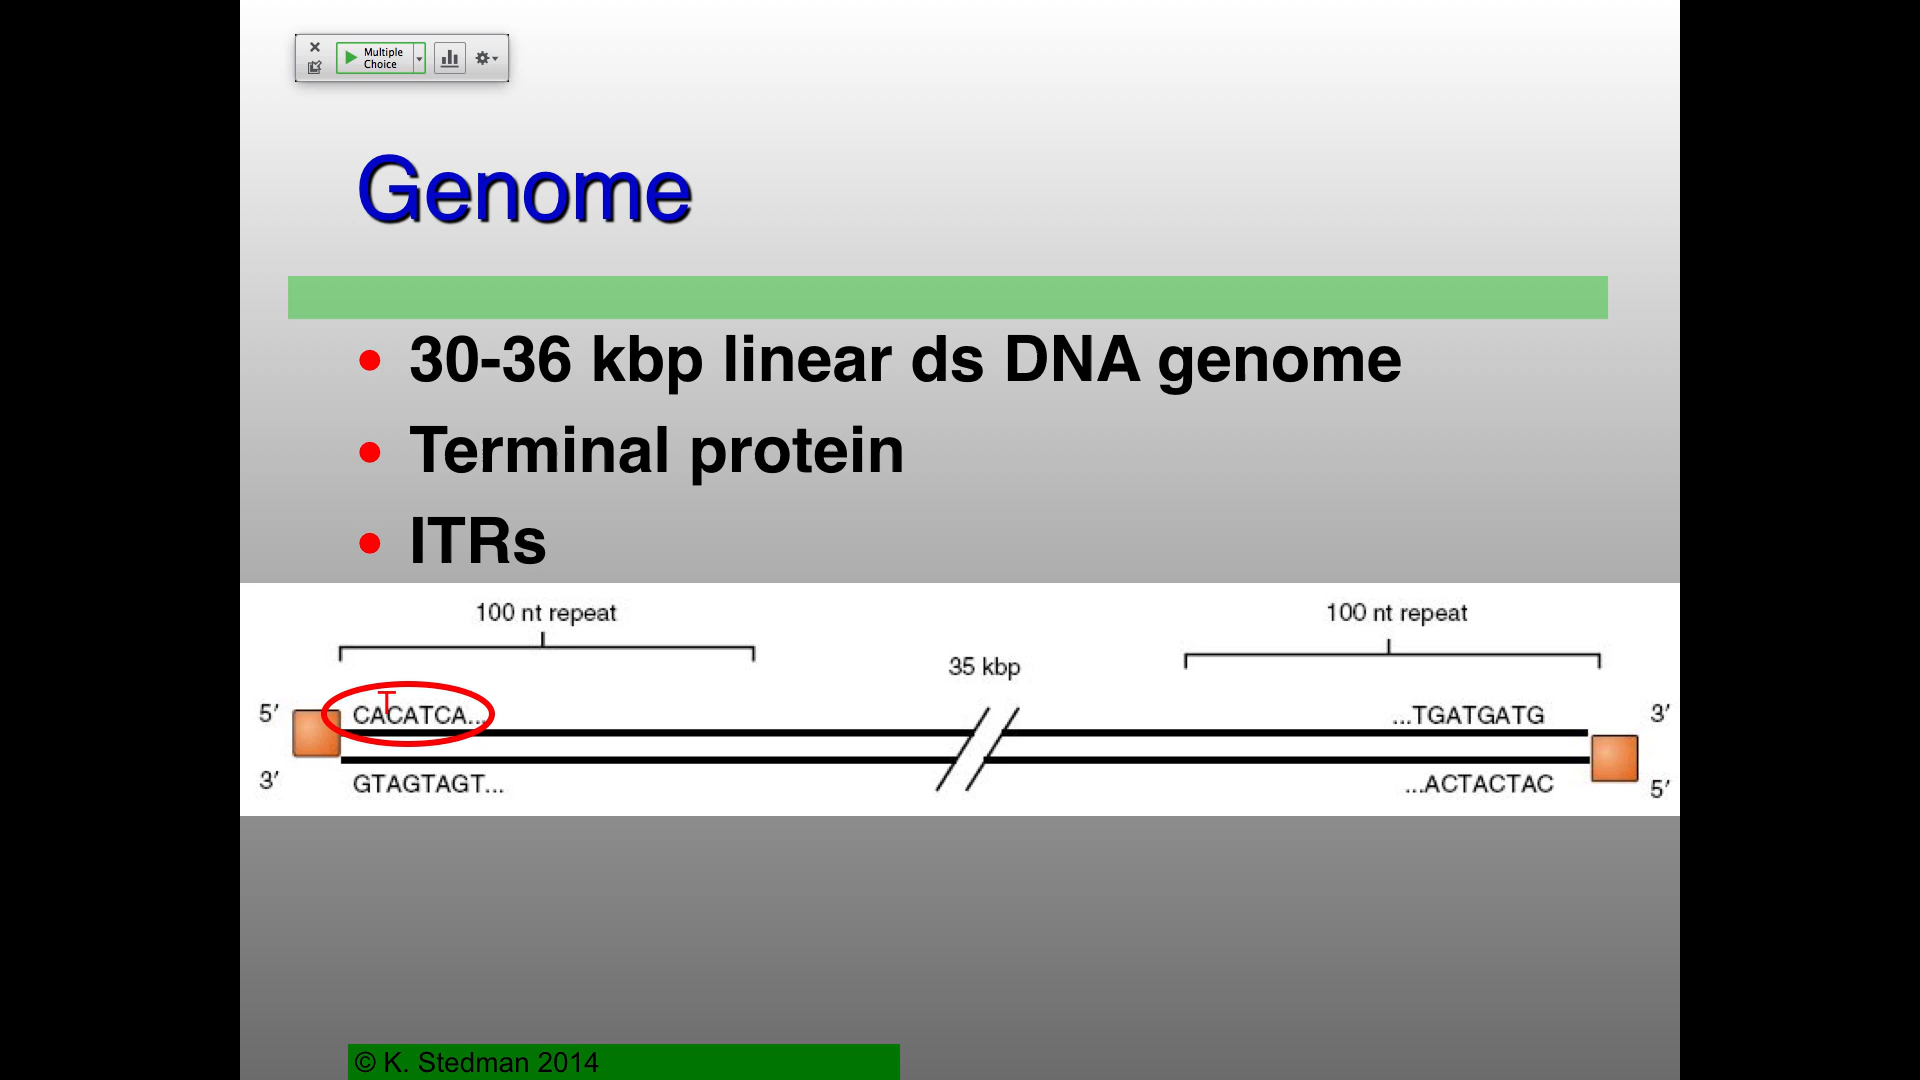 Multiple
Choice
Genome
• 30-36 kbp linear ds DNA genome
• Terminal protein
• ITRs
100 nt repeat
100 nt repeat
35 kbp
T
5′ CACATCA... ...TGATGATG 3′
3′ GTAGTAGT... ...ACTACTAC 5′
© K. Stedman 2014